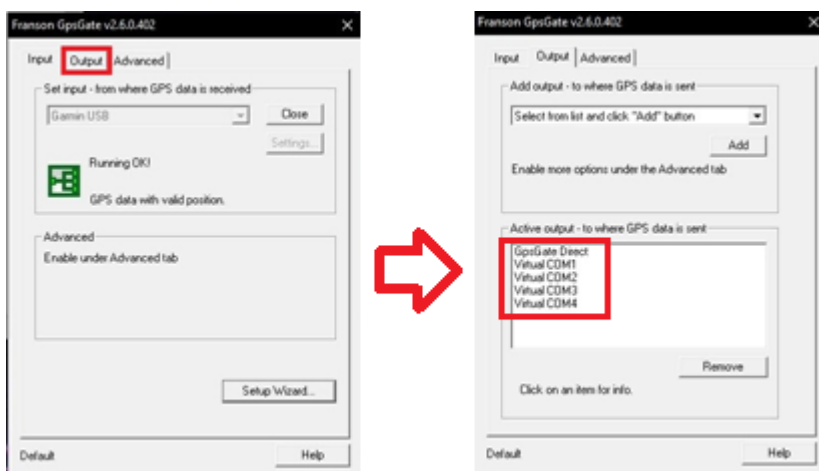 Franson GpsGate v2.6.0.402
Input Output Advanced
Set input - from where GPS data is received
Garmin USB
Close
Settings...
Running OK!
GPS data with valid position.
Advanced
Enable under Advanced tab
Setup Wizard...
Default
Help
Franson GpsGate v2.6.0.402
Input Output Advanced
Add output - to where GPS data is sent
Select from list and click "Add" button
Add
Enable more options under the Advanced tab
Active output - to where GPS data is sent
GpsGate Direct
Virtual COM1
Virtual COM2
Virtual COM3
Virtual COM4
Remove
Click on an item for info.
Default
Help